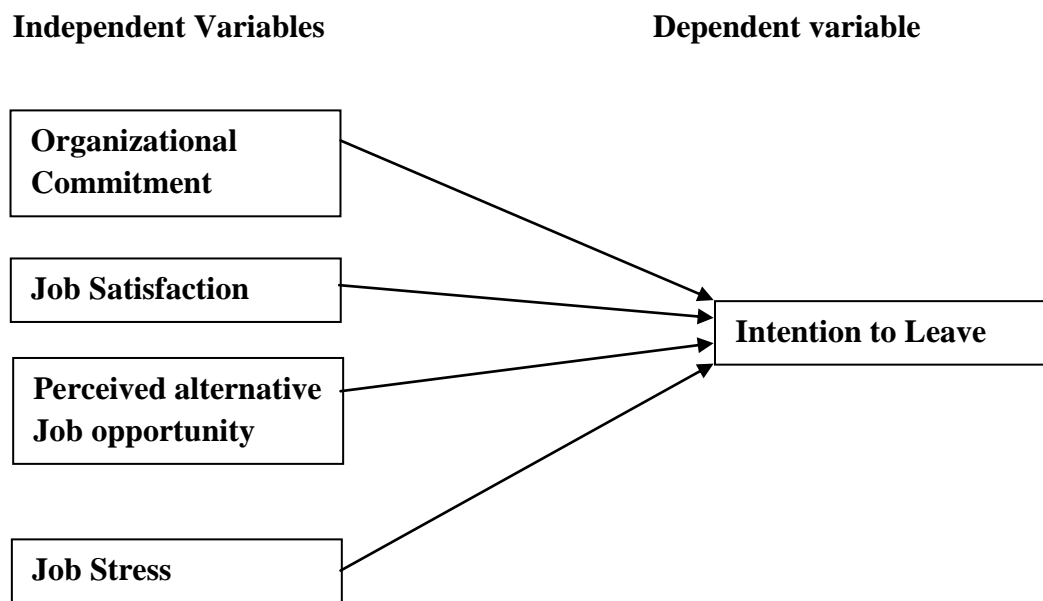 Independent Variables
Dependent variable
Organizational
Commitment
Job Satisfaction
Intention to Leave
Perceived alternative
Job opportunity
Job Stress